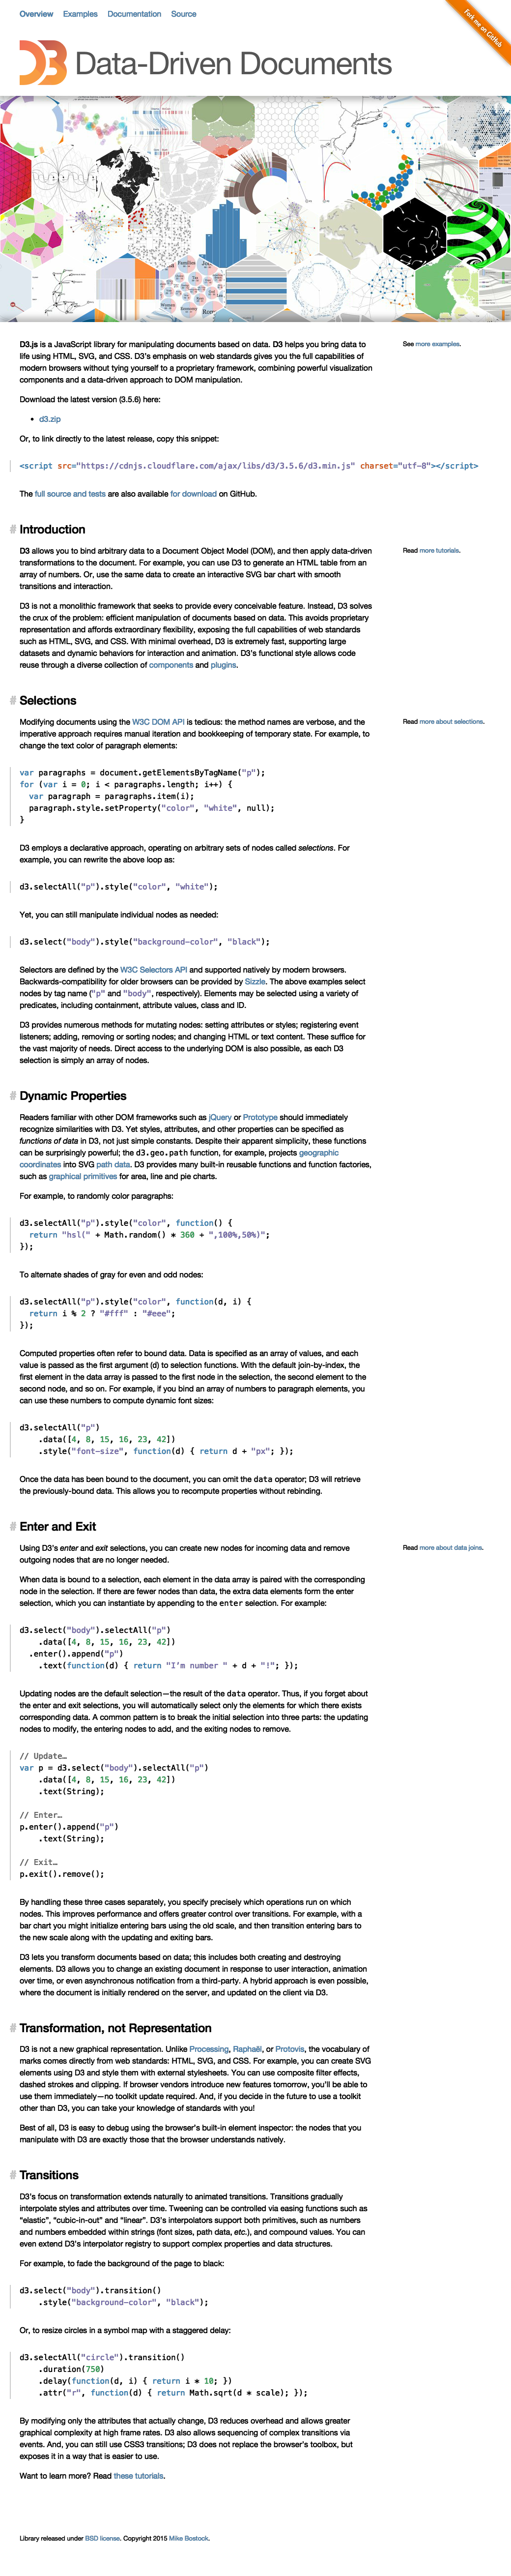 Overview Examples Documentation Source
Fork me on GitHub
D3 Data-Driven Documents
D3.js is a JavaScript library for manipulating documents based on data. D3 helps you bring data to
life using HTML, SVG, and CSS. D3's emphasis on web standards gives you the full capabilities of
modern browsers without tying yourself to a proprietary framework, combining powerful visualization
components and a data-driven approach to DOM manipulation.
See more examples.
Download the latest version (3.5.6) here:
• d3.zip
Or, to link directly to the latest release, copy this snippet:
<script src="https://cdnjs.cloudflare.com/ajax/libs/d3/3.5.6/d3.min.js" charset="utf-8"></script>
The full source and tests are also available for download on GitHub.
# Introduction
D3 allows you to bind arbitrary data to a Document Object Model (DOM), and then apply data-driven
transformations to the document. For example, you can use D3 to generate an HTML table from an
array of numbers. Or, use the same data to create an interactive SVG bar chart with smooth
transitions and interaction.
Read more tutorials.
D3 is not a monolithic framework that seeks to provide every conceivable feature. Instead, D3 solves
the crux of the problem: efficient manipulation of documents based on data. This avoids proprietary
representation and affords extraordinary flexibility, exposing the full capabilities of web standards
such as HTML, SVG, and CSS. With minimal overhead, D3 is extremely fast, supporting large
datasets and dynamic behaviors for interaction and animation. D3's functional style allows code
reuse through a diverse collection of components and plugins.
# Selections
Modifying documents using the W3C DOM API is tedious: the method names are verbose, and the
imperative approach requires manual iteration and bookkeeping of temporary state. For example, to
change the text color of paragraph elements:
Read more about selections.
var paragraphs = document.getElementsByTagName("p");
for (var i = 0; i < paragraphs.length; i++) {
  var paragraph = paragraphs.item(i);
  paragraph.style.setProperty("color", "white", null);
}
D3 employs a declarative approach, operating on arbitrary sets of nodes called selections. For
example, you can rewrite the above loop as:
d3.selectAll("p").style("color", "white");
Yet, you can still manipulate individual nodes as needed:
d3.select("body").style("background-color", "black");
Selectors are defined by the W3C Selectors API and supported natively by modern browsers.
Backwards-compatibility for older browsers can be provided by Sizzle. The above examples select
nodes by tag name ("p" and "body", respectively). Elements may be selected using a variety of
predicates, including containment, attribute values, class and ID.
D3 provides numerous methods for mutating nodes: setting attributes or styles; registering event
listeners; adding, removing or sorting nodes; and changing HTML or text content. These suffice for
the vast majority of needs. Direct access to the underlying DOM is also possible, as each D3
selection is simply an array of nodes.
# Dynamic Properties
Readers familiar with other DOM frameworks such as jQuery or Prototype should immediately
recognize similarities with D3. Yet styles, attributes, and other properties can be specified as
functions of data in D3, not just simple constants. Despite their apparent simplicity, these functions
can be surprisingly powerful; the d3.geo.path function, for example, projects geographic
coordinates into SVG path data. D3 provides many built-in reusable functions and function factories,
such as graphical primitives for area, line and pie charts.
For example, to randomly color paragraphs:
d3.selectAll("p").style("color", function() {
  return "hsl(" + Math.random() * 360 + ",100%,50%)";
});
To alternate shades of gray for even and odd nodes:
d3.selectAll("p").style("color", function(d, i) {
  return i % 2 ? "#fff" : "#eee";
});
Computed properties often refer to bound data. Data is specified as an array of values, and each
value is passed as the first argument (d) to selection functions. With the default join-by-index, the
first element in the data array is passed to the first node in the selection, the second element to the
second node, and so on. For example, if you bind an array of numbers to paragraph elements, you
can use these numbers to compute dynamic font sizes:
d3.selectAll("p")
    .data([4, 8, 15, 16, 23, 42])
    .style("font-size", function(d) { return d + "px"; });
Once the data has been bound to the document, you can omit the data operator; D3 will retrieve
the previously-bound data. This allows you to recompute properties without rebinding.
# Enter and Exit
Using D3's enter and exit selections, you can create new nodes for incoming data and remove
outgoing nodes that are no longer needed.
Read more about data joins.
When data is bound to a selection, each element in the data array is paired with the corresponding
node in the selection. If there are fewer nodes than data, the extra data elements form the enter
selection, which you can instantiate by appending to the enter selection. For example:
d3.select("body").selectAll("p")
    .data([4, 8, 15, 16, 23, 42])
  .enter().append("p")
    .text(function(d) { return "I'm number " + d + "!"; });
Updating nodes are the default selection—the result of the data operator. Thus, if you forget about
the enter and exit selections, you will automatically select only the elements for which there exists
corresponding data. A common pattern is to break the initial selection into three parts: the updating
nodes to modify, the entering nodes to add, and the exiting nodes to remove.
// Update…
var p = d3.select("body").selectAll("p")
    .data([4, 8, 15, 16, 23, 42])
    .text(String);
// Enter…
p.enter().append("p")
    .text(String);
// Exit…
p.exit().remove();
By handling these three cases separately, you specify precisely which operations run on which
nodes. This improves performance and offers greater control over transitions. For example, with a
bar chart you might initialize entering bars using the old scale, and then transition entering bars to
the new scale along with the updating and exiting bars.
D3 lets you transform documents based on data; this includes both creating and destroying
elements. D3 allows you to change an existing document in response to user interaction, animation
over time, or even asynchronous notification from a third-party. A hybrid approach is even possible,
where the document is initially rendered on the server, and updated on the client via D3.
# Transformation, not Representation
D3 is not a new graphical representation. Unlike Processing, Raphaël, or Protovis, the vocabulary of
marks comes directly from web standards: HTML, SVG, and CSS. For example, you can create SVG
elements using D3 and style them with external stylesheets. You can use composite filter effects,
dashed strokes and clipping. If browser vendors introduce new features tomorrow, you'll be able to
use them immediately—no toolkit update required. And, if you decide in the future to use a toolkit
other than D3, you can take your knowledge of standards with you!
Best of all, D3 is easy to debug using the browser's built-in element inspector: the nodes that you
manipulate with D3 are exactly those that the browser understands natively.
# Transitions
D3's focus on transformation extends naturally to animated transitions. Transitions gradually
interpolate styles and attributes over time. Tweening can be controlled via easing functions such as
"elastic", "cubic-in-out" and "linear". D3's interpolators support both primitives, such as numbers
and numbers embedded within strings (font sizes, path data, etc.), and compound values. You can
even extend D3's interpolator registry to support complex properties and data structures.
For example, to fade the background of the page to black:
d3.select("body").transition()
    .style("background-color", "black");
Or, to resize circles in a symbol map with a staggered delay:
d3.selectAll("circle").transition()
    .duration(750)
    .delay(function(d, i) { return i * 10; })
    .attr("r", function(d) { return Math.sqrt(d * scale); });
By modifying only the attributes that actually change, D3 reduces overhead and allows greater
graphical complexity at high frame rates. D3 also allows sequencing of complex transitions via
events. And, you can still use CSS3 transitions; D3 does not replace the browser's toolbox, but
exposes it in a way that is easier to use.
Want to learn more? Read these tutorials.
Library released under BSD license. Copyright 2015 Mike Bostock.